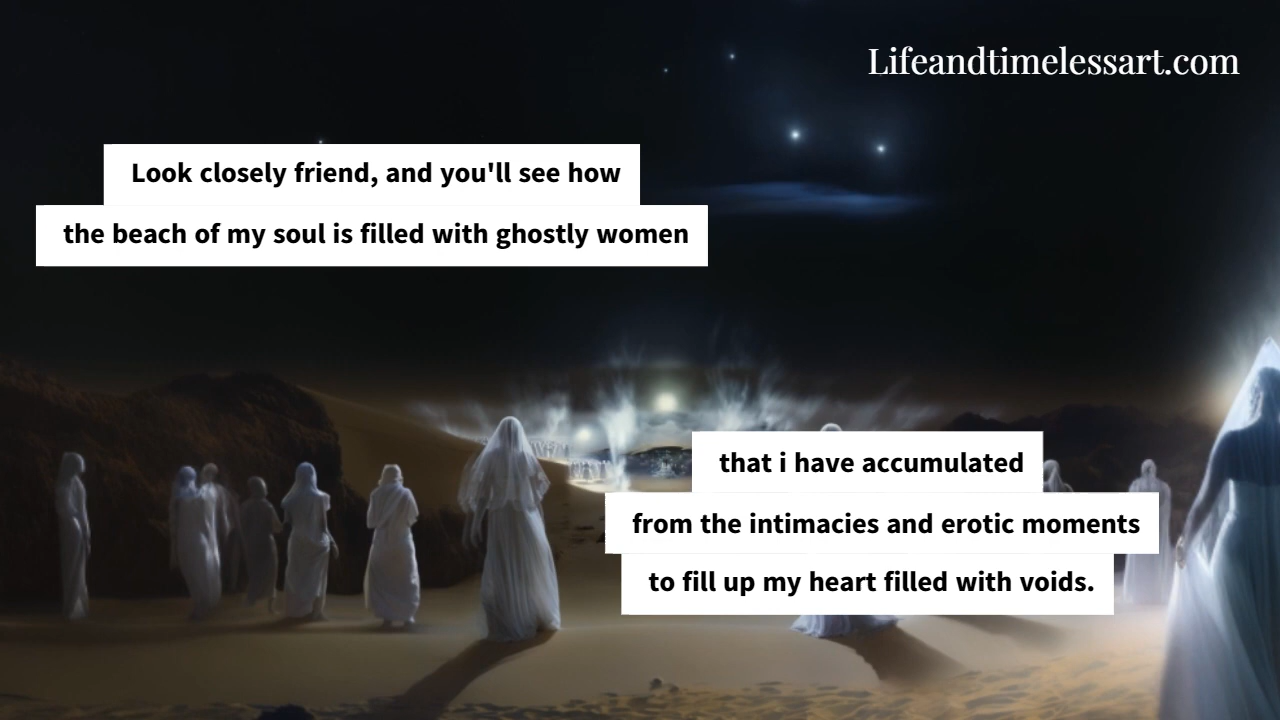 Lifeandtimelessart.com
Look closely friend, and you'll see how
the beach of my soul is filled with ghostly women
that i have accumulated
from the intimacies and erotic moments
to fill up my heart filled with voids.